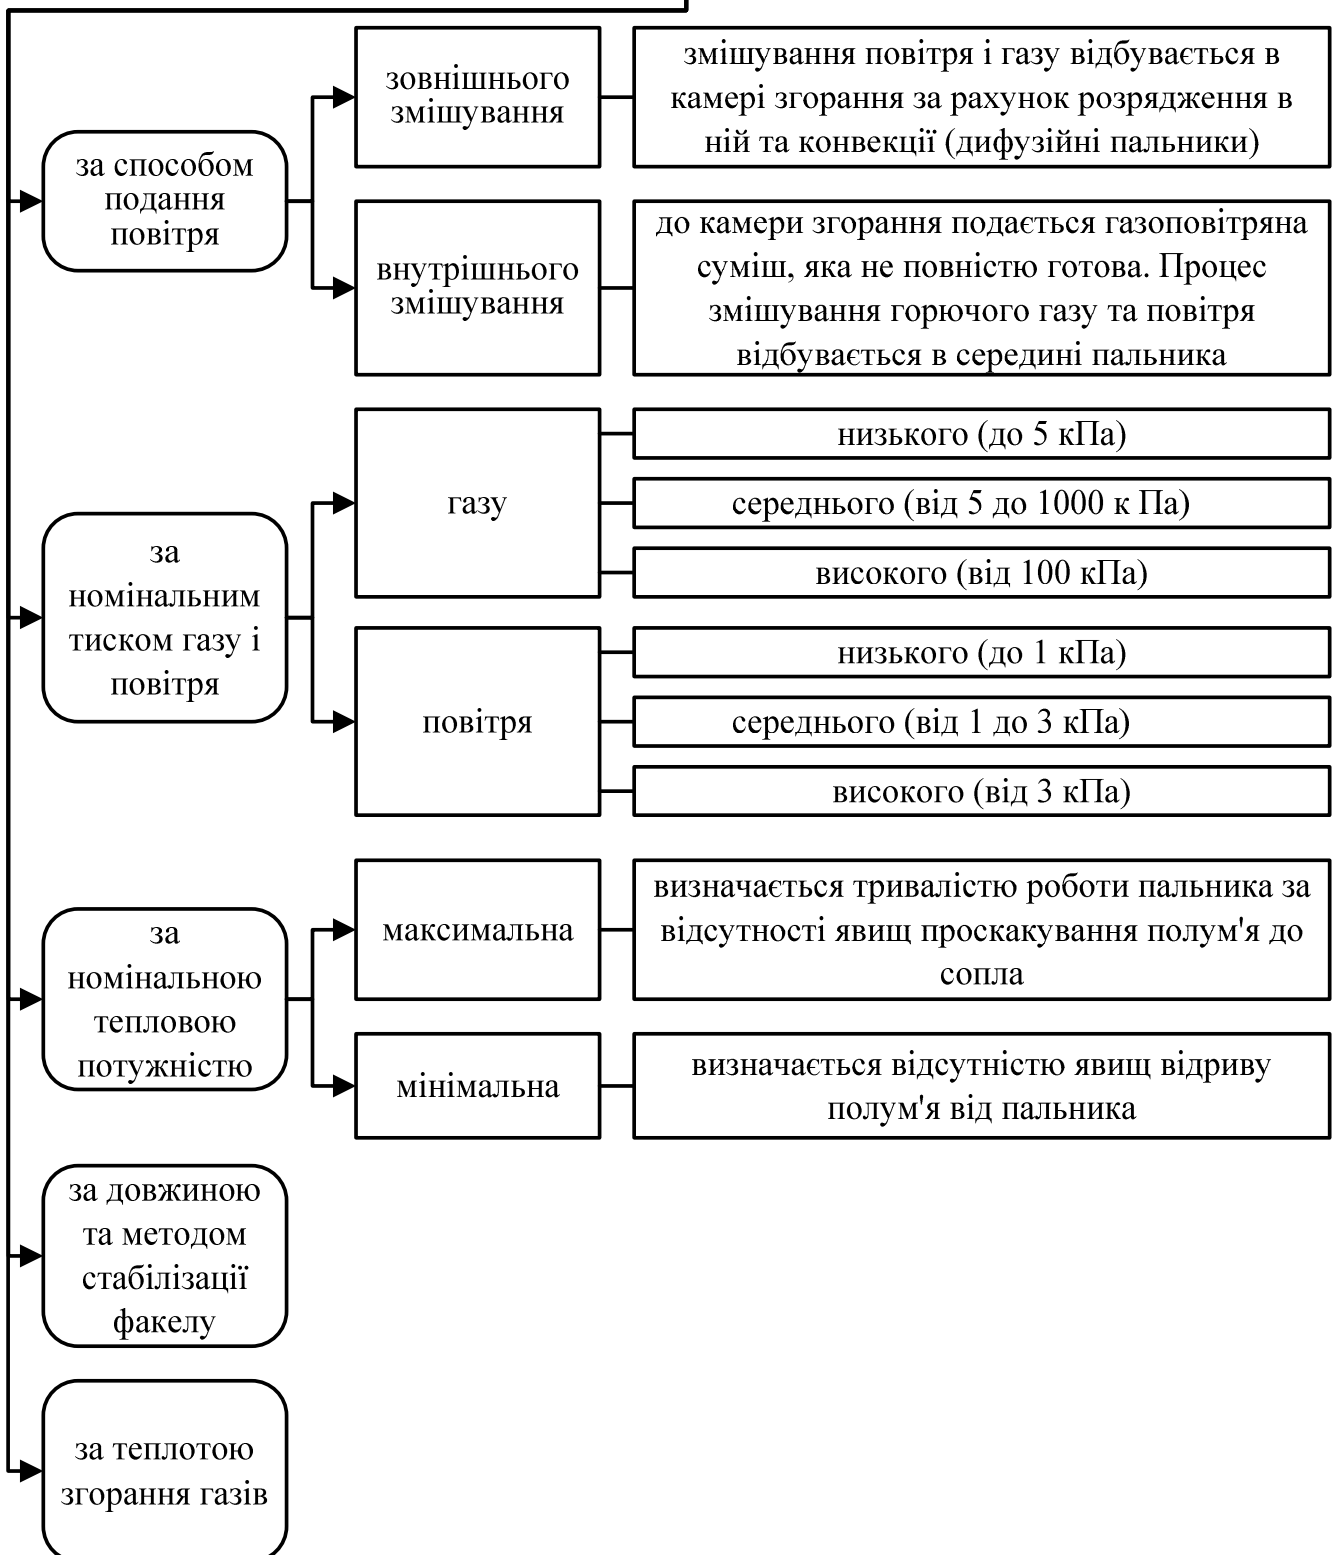 за способом
подання
повітря
зовнішнього
змішування
змішування повітря і газу відбувається в
камері згорання за рахунок розрядження в
ній та конвекції (дифузійні пальники)
внутрішнього
змішування
до камери згорання подається газоповітряна
суміш, яка не повністю готова. Процес
змішування горючого газу та повітря
відбувається в середині пальника
за
номінальним
тиском газу і
повітря
газу
низького (до 5 кПа)
середнього (від 5 до 1000 к Па)
високого (від 100 кПа)
повітря
низького (до 1 кПа)
середнього (від 1 до 3 кПа)
високого (від 3 кПа)
за
номінальною
тепловою
потужністю
максимальна
визначається тривалістю роботи пальника за
відсутності явищ проскакування полум'я до
сопла
мінімальна
визначається відсутністю явищ відриву
полум'я від пальника
за довжиною
та методом
стабілізації
факелу
за теплотою
згорання газів